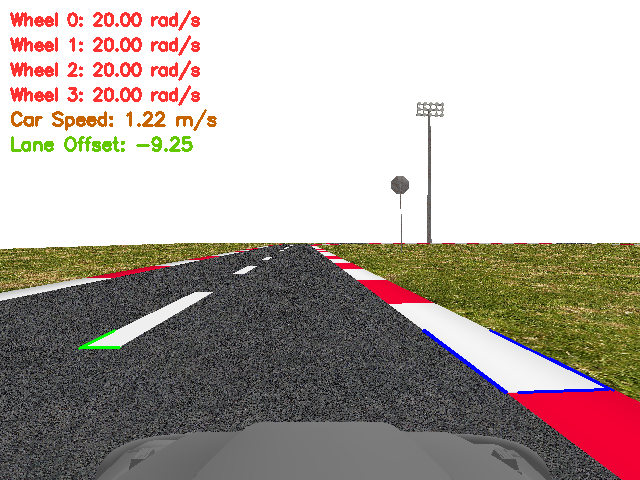 Wheel 0: 20.00 rad/s
Wheel 1: 20.00 rad/s
Wheel 2: 20.00 rad/s
Wheel 3: 20.00 rad/s
Car Speed: 1.22 m/s
Lane Offset: -9.25